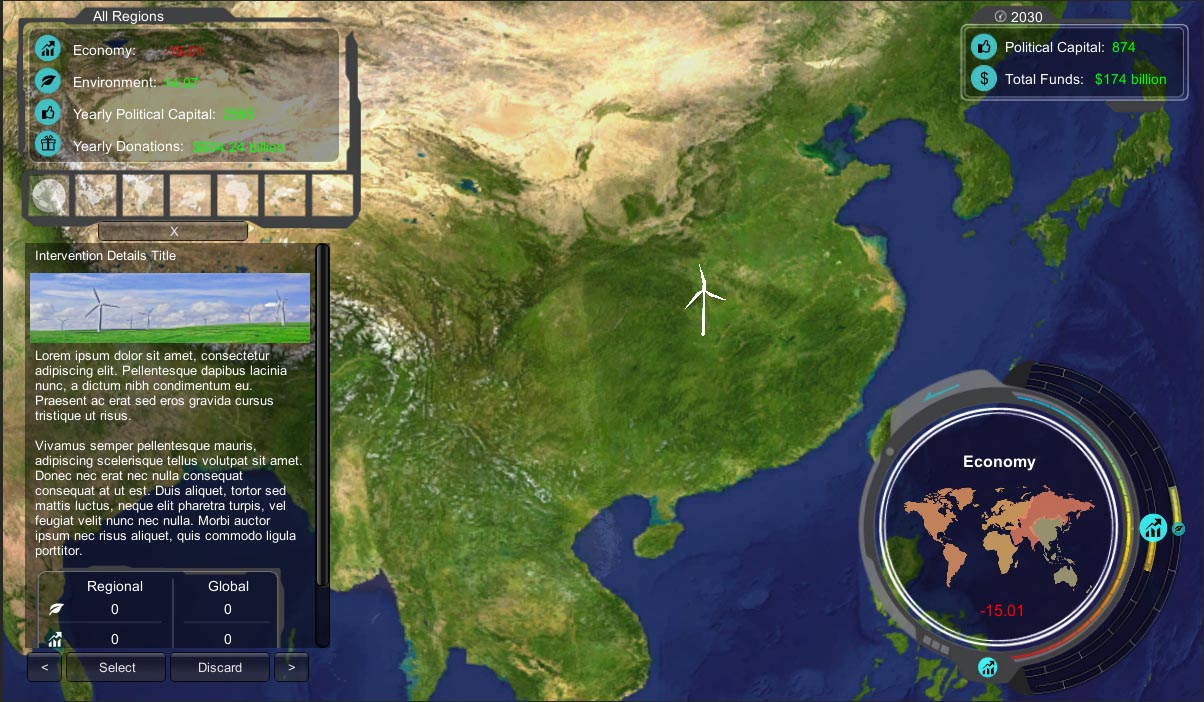 All Regions
Economy: -15.01
Environment:
Yearly Political Capital:
Yearly Donations:
X
Intervention Details Title
Lorem ipsum dolor sit amet, consectetur
adipiscing elit. Pellentesque dapibus lacinia
nunc, a dictum nibh condimentum eu.
Praesent ac erat sed eros gravida cursus
tristique ut risus.
Vivamus semper pellentesque mauris,
adipiscing scelerisque tellus volutpat sit amet.
Donec nec erat nec nulla consequat
consequat at ut est. Duis aliquet, tortor sed
mattis luctus, neque elit pharetra turpis, vel
feugiat velit nunc nec nulla. Morbi auctor
ipsum nec risus aliquet, quis commodo ligula
porttitor.
Regional Global
0 0
0 0
< Select Discard >
2030
Political Capital: 874
$ Total Funds: $174 billion
Economy
-15.01